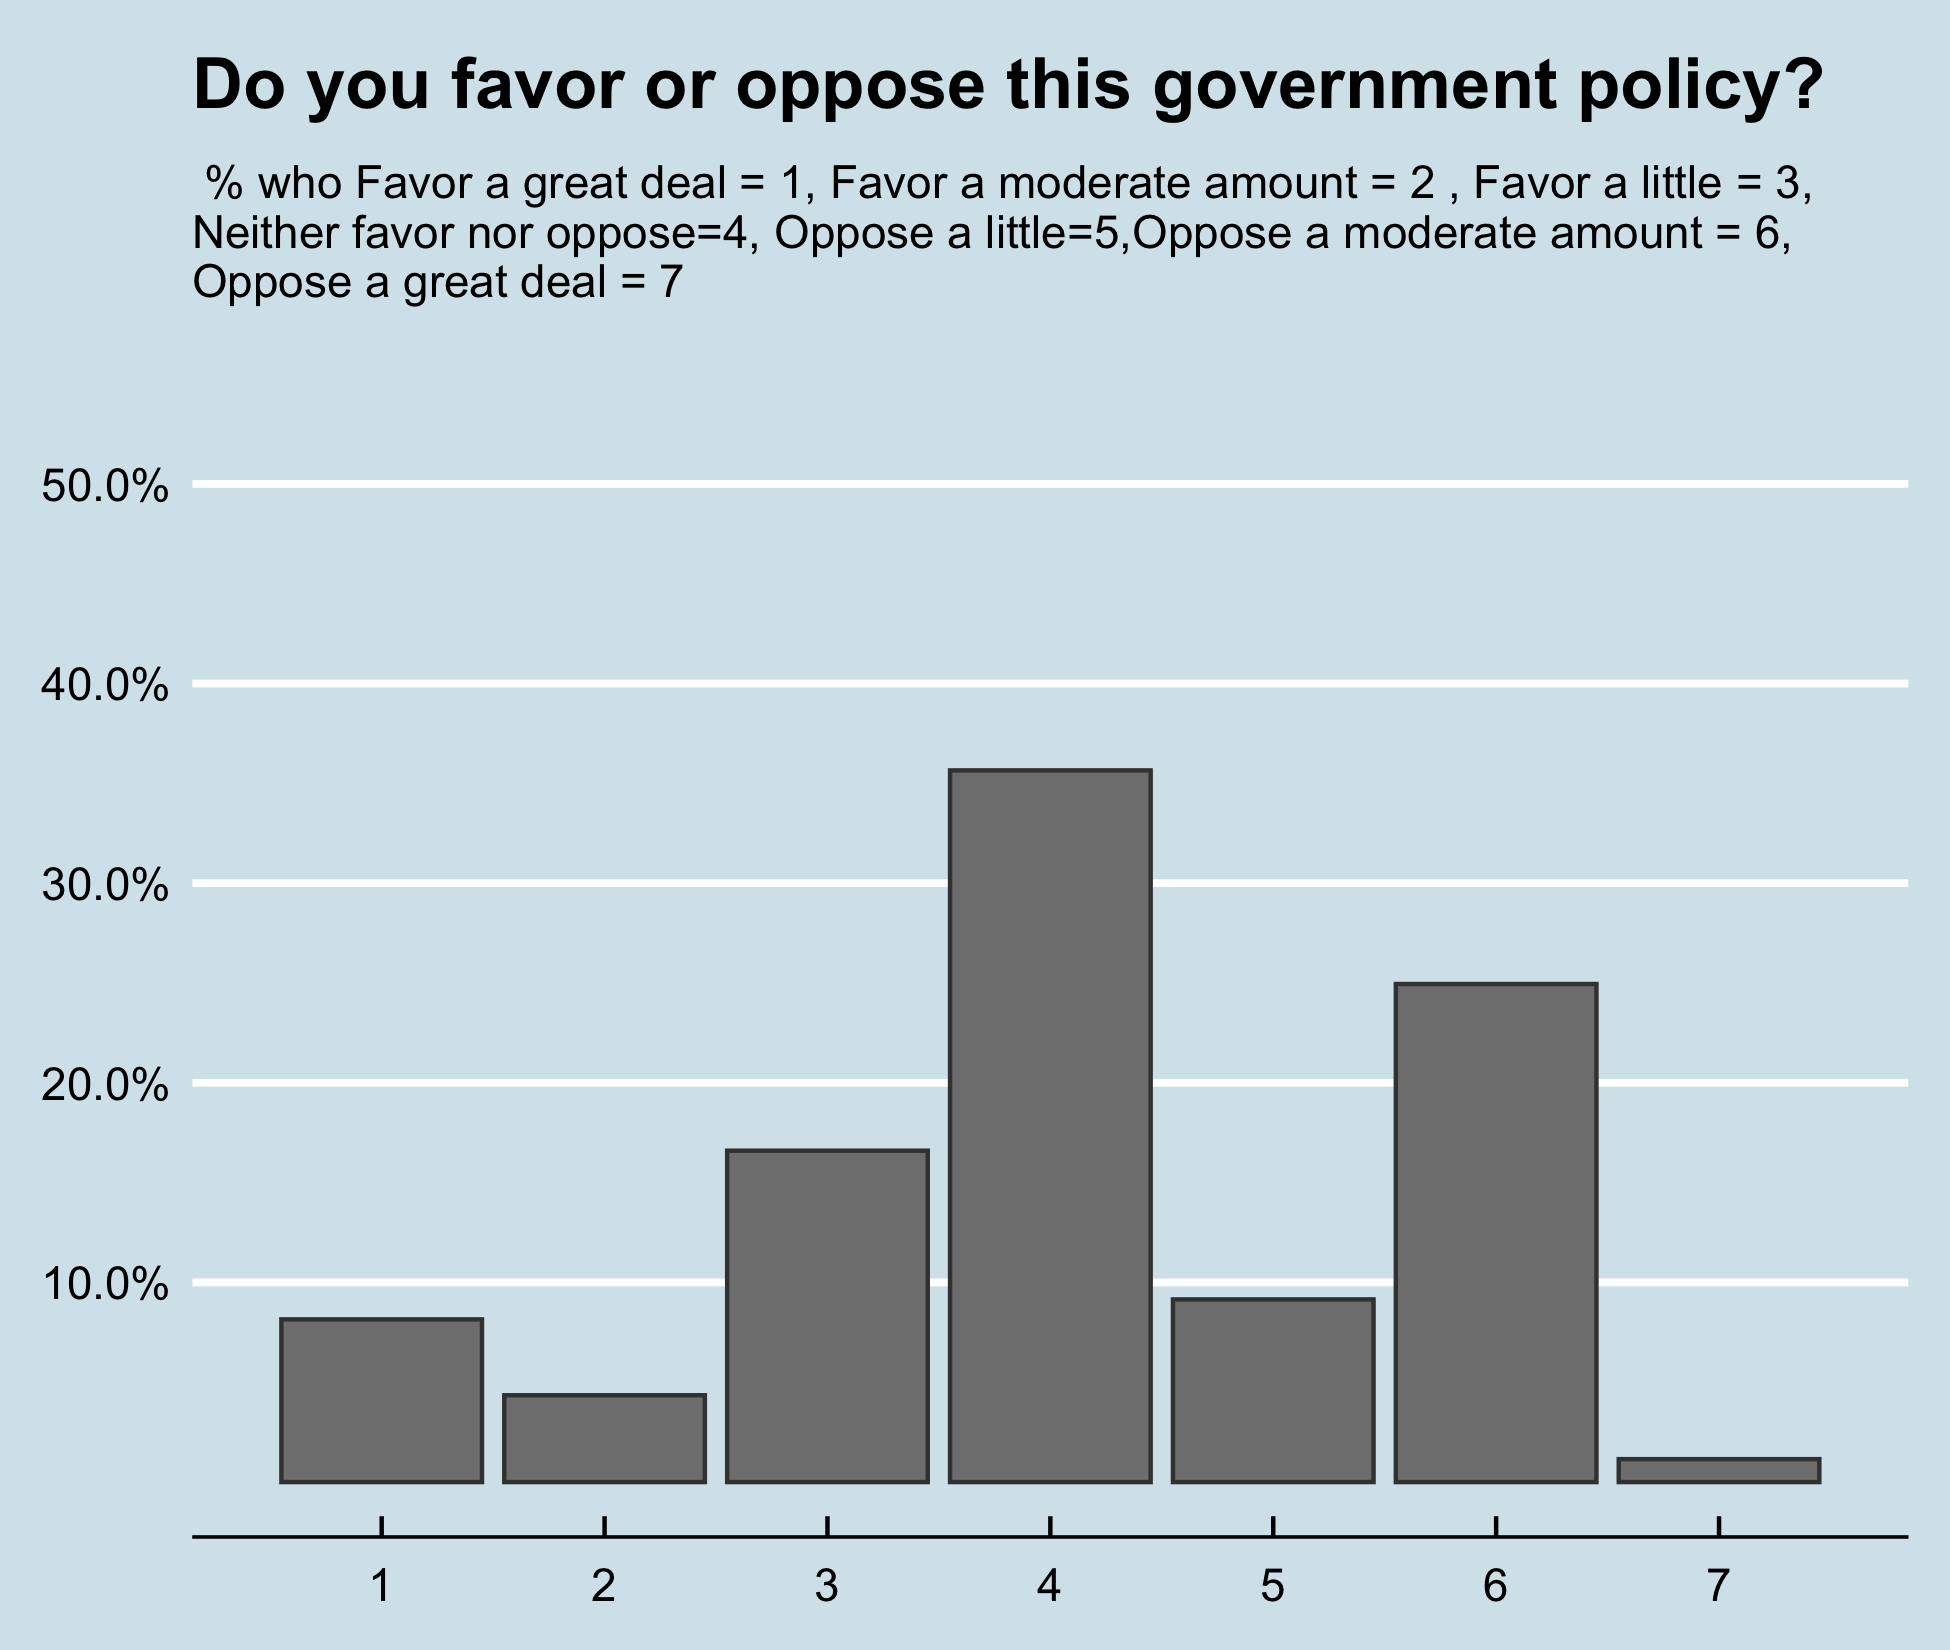 Do you favor or oppose this government policy?
% who Favor a great deal = 1, Favor a moderate amount = 2 , Favor a little = 3,
Neither favor nor oppose=4, Oppose a little=5,Oppose a moderate amount = 6,
Oppose a great deal = 7
50.0%
40.0%
30.0%
20.0%
10.0%
1 2 3 4 5 6 7